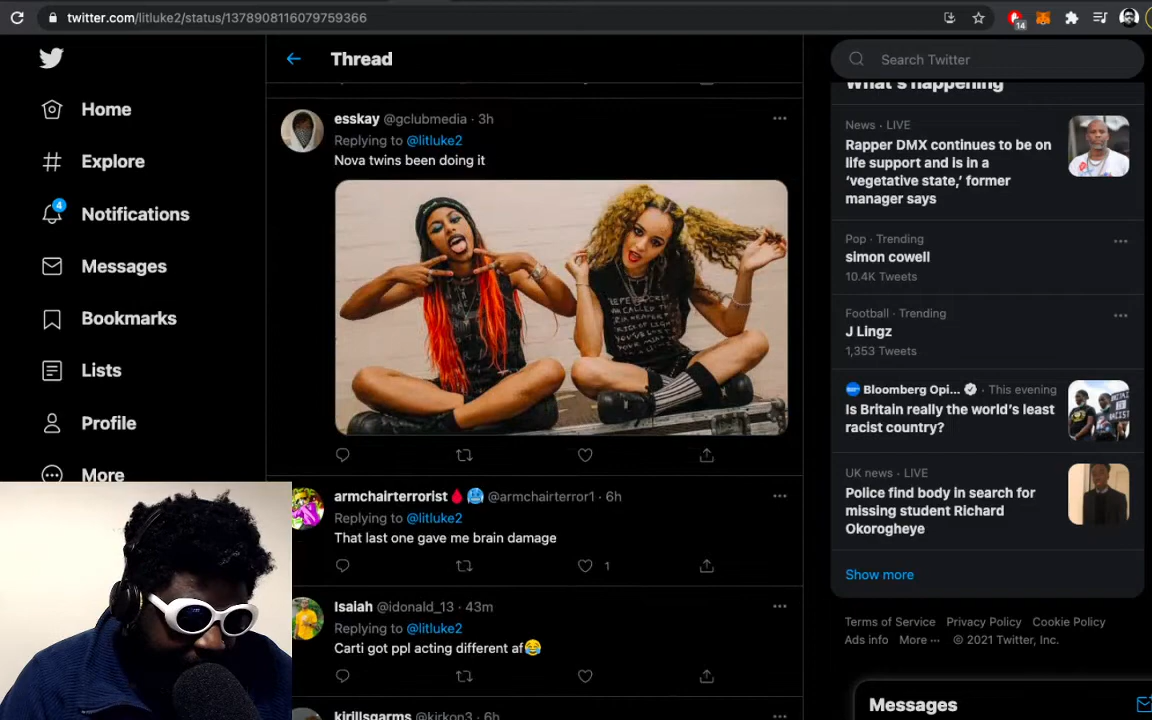 twitter.com/litluke2/status/1378908116079759366
14
Home
Explore
4
Notifications
Messages
Bookmarks
Lists
Profile
More
Thread
esskay @gclubmedia · 3h
Replying to @litluke2
Nova twins been doing it
armchairterrorist🩸🥶 @armchairterror1 · 6h
Replying to @litluke2
That last one gave me brain damage
1
Isaiah @idonald_13 · 43m
Replying to @litluke2
Carti got ppl acting different af😂
kirillsgarms @kirkon3 · 6h
Search Twitter
What's happening
News · LIVE
Rapper DMX continues to be on
life support and is in a
‘vegetative state,’ former
manager says
Pop · Trending
simon cowell
10.4K Tweets
Football · Trending
J Lingz
1,353 Tweets
Bloomberg Opi... · This evening
Is Britain really the world’s least
racist country?
UK news · LIVE
Police find body in search for
missing student Richard
Okorogheye
Show more
Terms of Service Privacy Policy Cookie Policy
Ads info More ··· © 2021 Twitter, Inc.
Messages